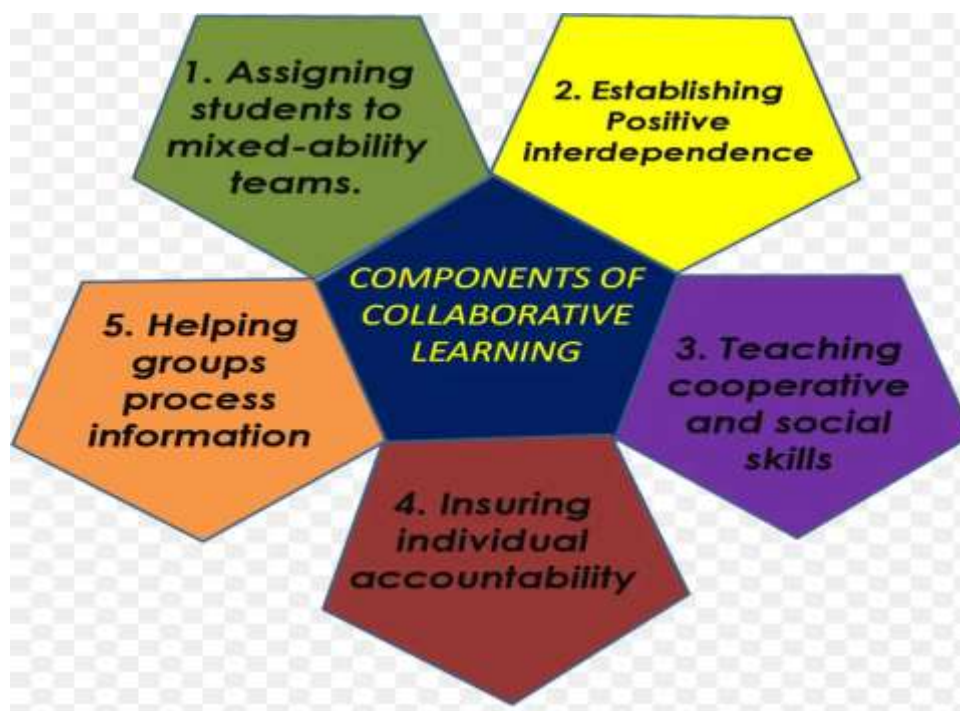 1. Assigning
students to
mixed-ability
teams.
2. Establishing
Positive
interdependence
COMPONENTS OF
COLLABORATIVE
LEARNING
3. Teaching
cooperative
and social
skills
4. Insuring
individual
accountability
5. Helping
groups
process
information